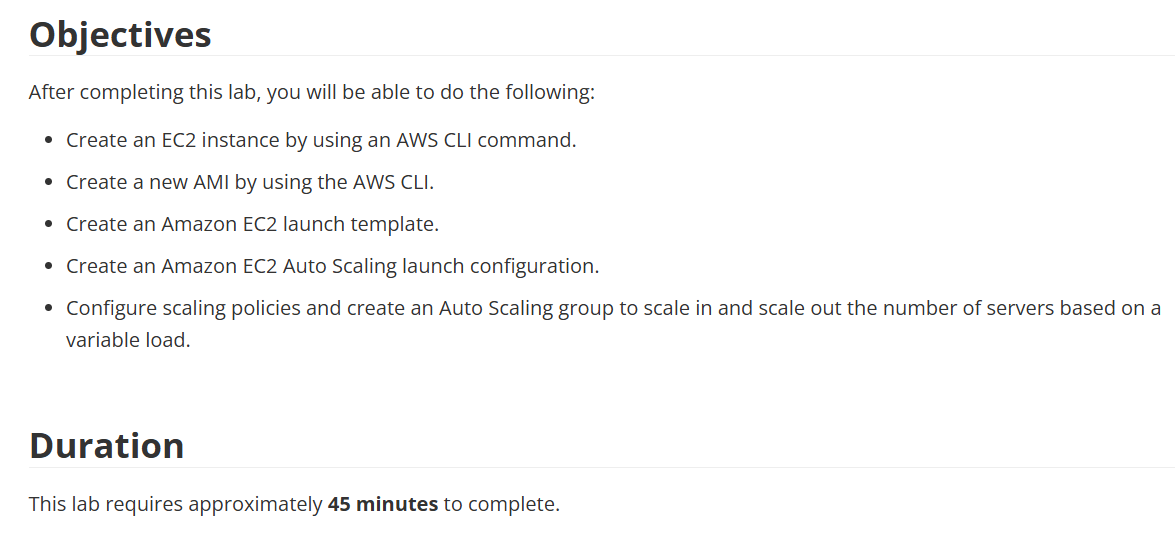 Objectives
After completing this lab, you will be able to do the following:
• Create an EC2 instance by using an AWS CLI command.
• Create a new AMI by using the AWS CLI.
• Create an Amazon EC2 launch template.
• Create an Amazon EC2 Auto Scaling launch configuration.
• Configure scaling policies and create an Auto Scaling group to scale in and scale out the number of servers based on a
variable load.
Duration
This lab requires approximately 45 minutes to complete.